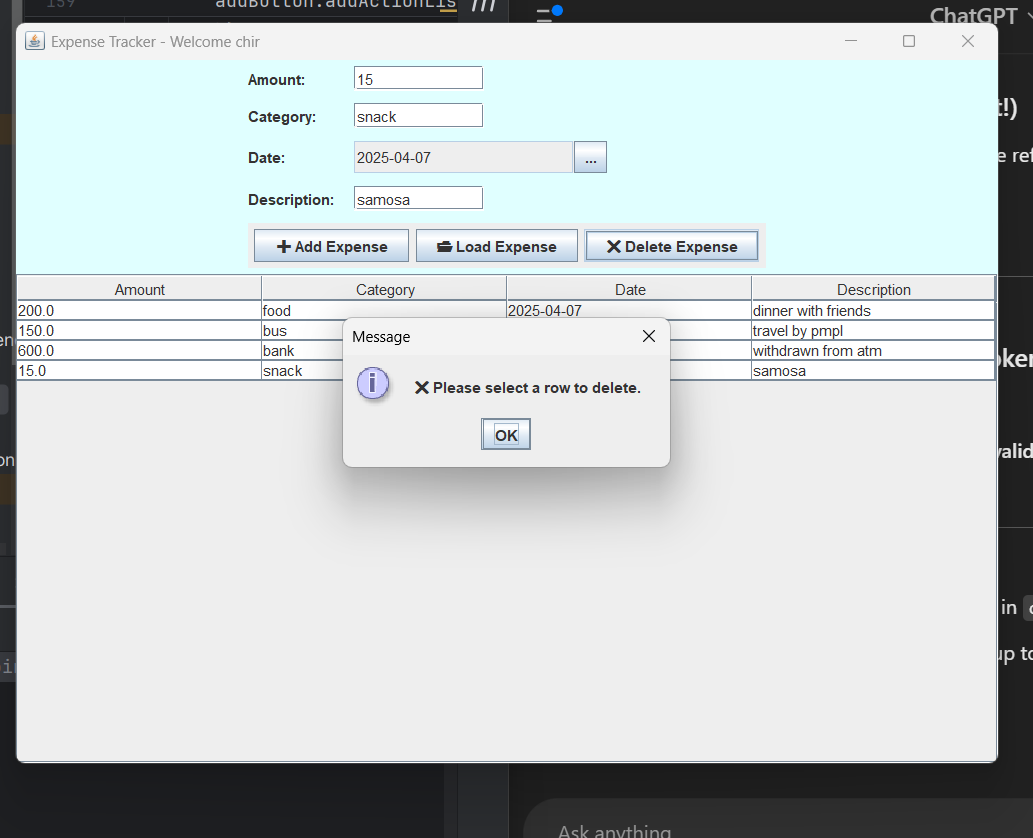 159
addButton.addActionLis
ChatGPT
Expense Tracker - Welcome chir
Amount: 15
Category: snack
Date: 2025-04-07 ...
Description: samosa
+ Add Expense Load Expense ✕ Delete Expense
Amount Category Date Description
200.0 food 2025-04-07 dinner with friends
150.0 bus travel by pmpl
600.0 bank withdrawn from atm
15.0 snack samosa
Message
i
✕ Please select a row to delete.
OK
t!)
e ref
oken
valid
in
up to
en
on
Ask anything